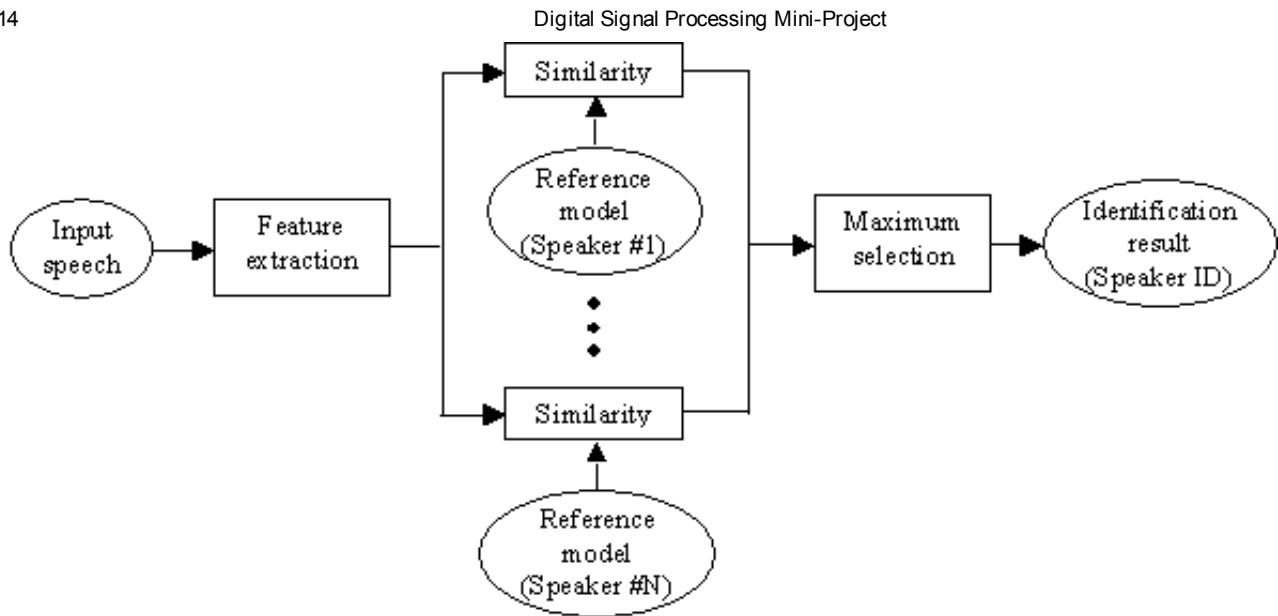 14
Digital Signal Processing Mini-Project
Similarity
Reference
model
(Speaker #1)
Input
speech
Feature
extraction
Maximum
selection
Identification
result
(Speaker ID)
Similarity
Reference
model
(Speaker #N)